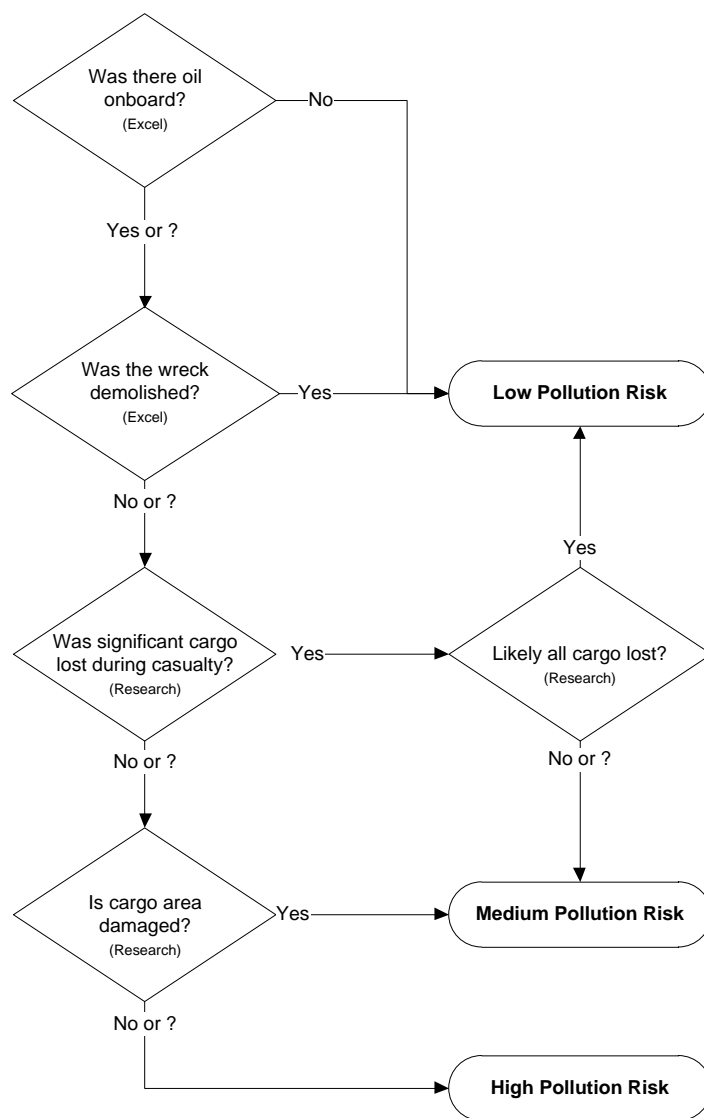 Was there oil
onboard?
(Excel)
No
Yes or ?
Was the wreck
demolished?
(Excel)
Yes
Low Pollution Risk
No or ?
Yes
Was significant cargo
lost during casualty?
(Research)
Yes
Likely all cargo lost?
(Research)
No or ?
No or ?
Is cargo area
damaged?
(Research)
Yes
Medium Pollution Risk
No or ?
High Pollution Risk